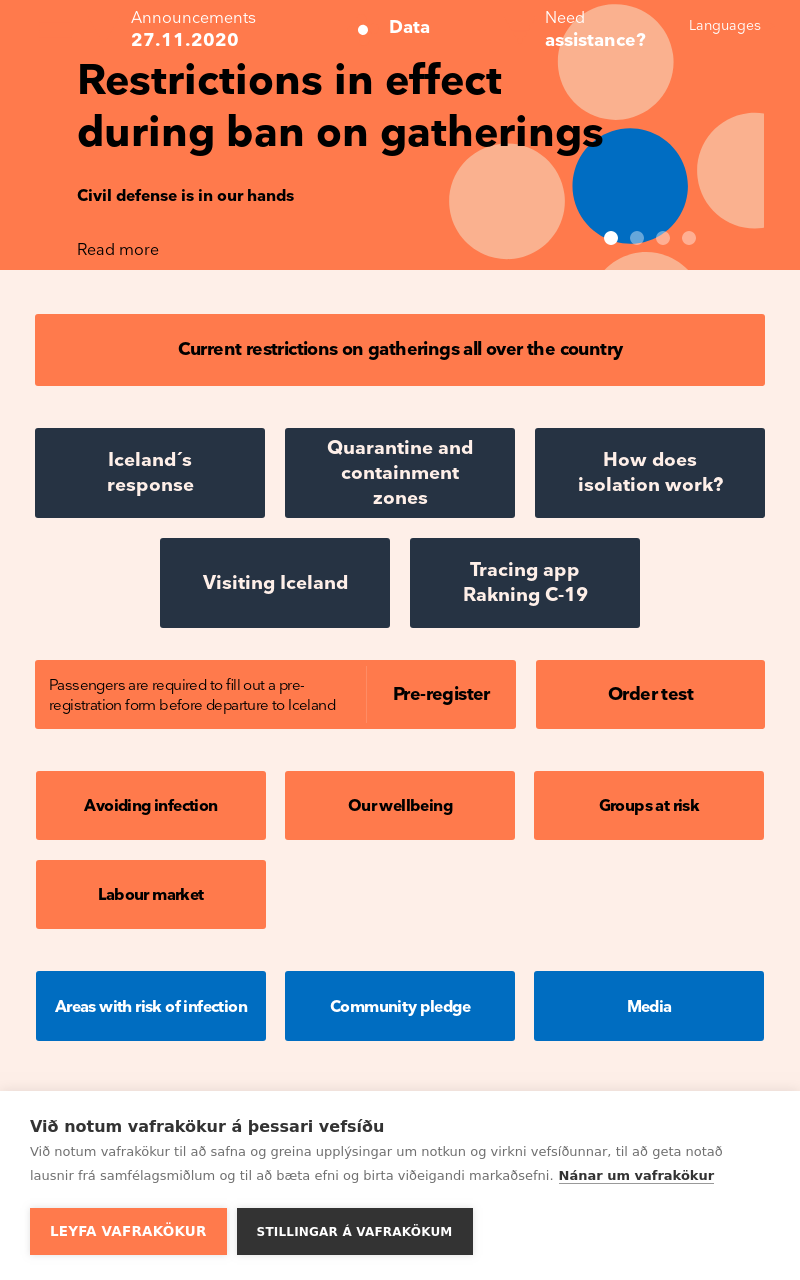 Announcements
27.11.2020
Data
Need
assistance?
Languages
Restrictions in effect
during ban on gatherings
Civil defense is in our hands
Read more
Current restrictions on gatherings all over the country
Iceland´s
response
Quarantine and
containment
zones
How does
isolation work?
Visiting Iceland
Tracing app
Rakning C-19
Passengers are required to fill out a pre-
registration form before departure to Iceland
Pre-register
Order test
Avoiding infection
Our wellbeing
Groups at risk
Labour market
Areas with risk of infection
Community pledge
Media
Við notum vafrakökur á þessari vefsíðu
Við notum vafrakökur til að safna og greina upplýsingar um notkun og virkni vefsíðunnar, til að geta notað
lausnir frá samfélagsmiðlum og til að bæta efni og birta viðeigandi markaðsefni. Nánar um vafrakökur
LEYFA VAFRAKÖKUR
STILLINGAR Á VAFRAKÖKUM